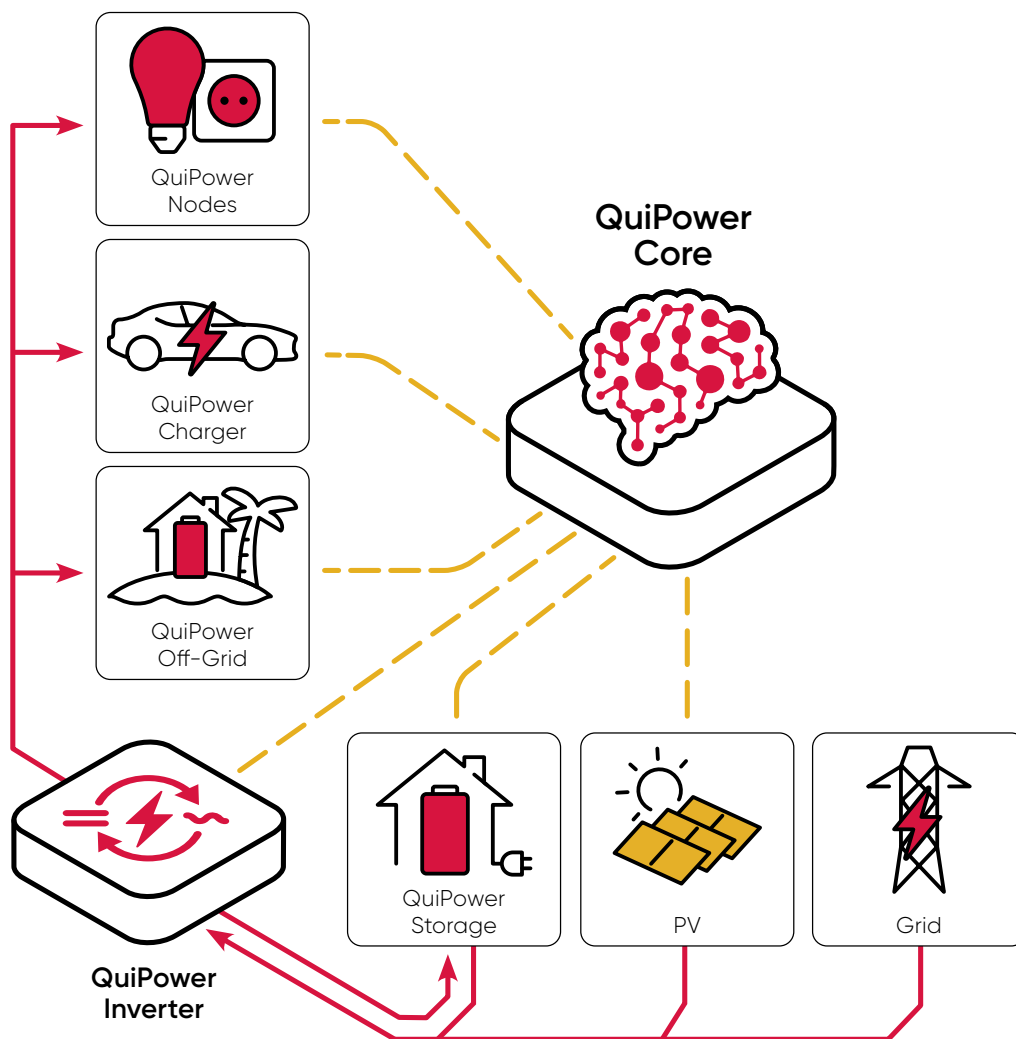 QuiPower
Nodes
QuiPower
Core
QuiPower
Charger
QuiPower
Off-Grid
QuiPower
Storage
PV
Grid
QuiPower
Inverter